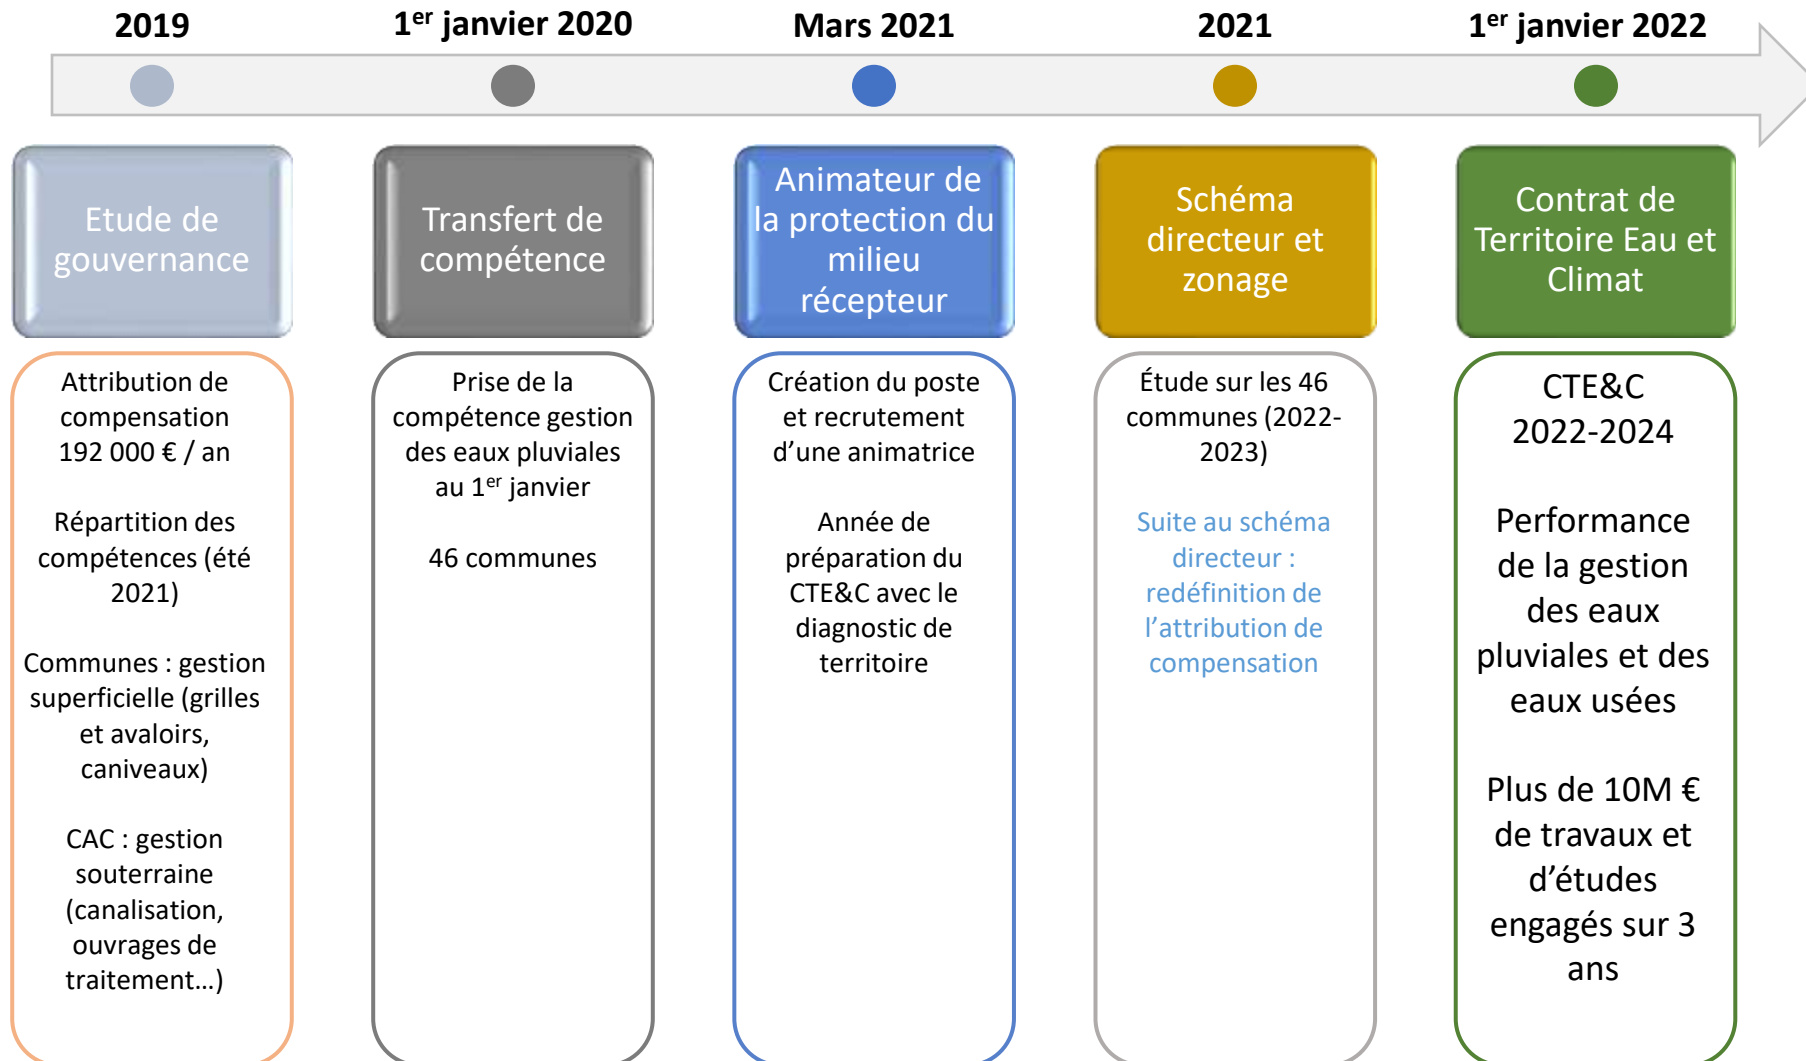 2019
1er janvier 2020
Mars 2021
2021
1er janvier 2022
Etude de
gouvernance
Transfert de
compétence
Animateur de
la protection du
milieu
récepteur
Schéma
directeur et
zonage
Contrat de
Territoire Eau et
Climat
Attribution de
compensation
192 000 € / an
Répartition des
compétences (été
2021)
Communes : gestion
superficielle (grilles
et avaloirs,
caniveaux)
CAC : gestion
souterraine
(canalisation,
ouvrages de
traitement…)
Prise de la
compétence gestion
des eaux pluviales
au 1er janvier
46 communes
Création du poste
et recrutement
d’une animatrice
Année de
préparation du
CTE&C avec le
diagnostic de
territoire
Étude sur les 46
communes (2022-
2023)
Suite au schéma
directeur :
redéfinition de
l’attribution de
compensation
CTE&C
2022-2024
Performance
de la gestion
des eaux
pluviales et des
eaux usées
Plus de 10M €
de travaux et
d’études
engagés sur 3
ans